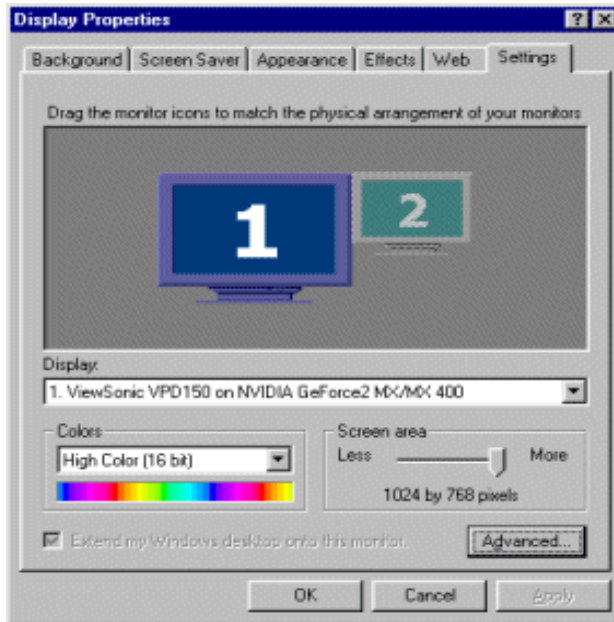 Display Properties
Background Screen Saver Appearance Effects Web Settings
Drag the monitor icons to match the physical arrangement of your monitors
1 2
Display:
1. ViewSonic VPD150 on NVIDIA GeForce2 MX/MX 400
Colors Screen area
High Color (16 bit) Less More
1024 by 768 pixels
Extend my Windows desktop onto this monitor.
Advanced...
OK Cancel Apply